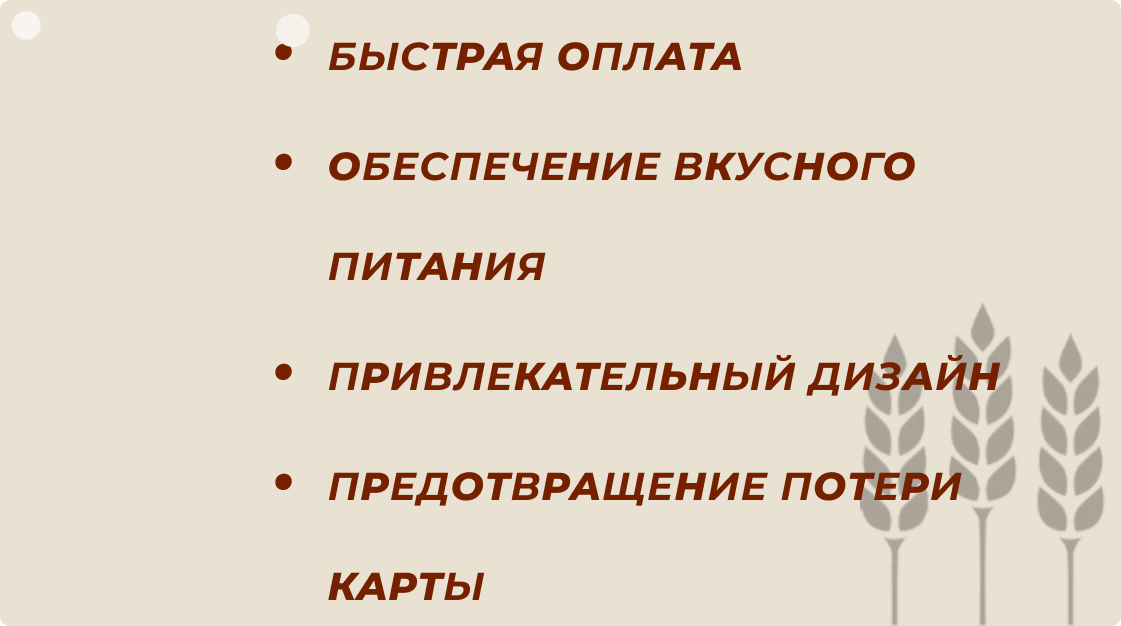 • БЫСТРАЯ ОПЛАТА
• ОБЕСПЕЧЕНИЕ ВКУСНОГО
ПИТАНИЯ
• ПРИВЛЕКАТЕЛЬНЫЙ ДИЗАЙН
• ПРЕДОТВРАЩЕНИЕ ПОТЕРИ
КАРТЫ